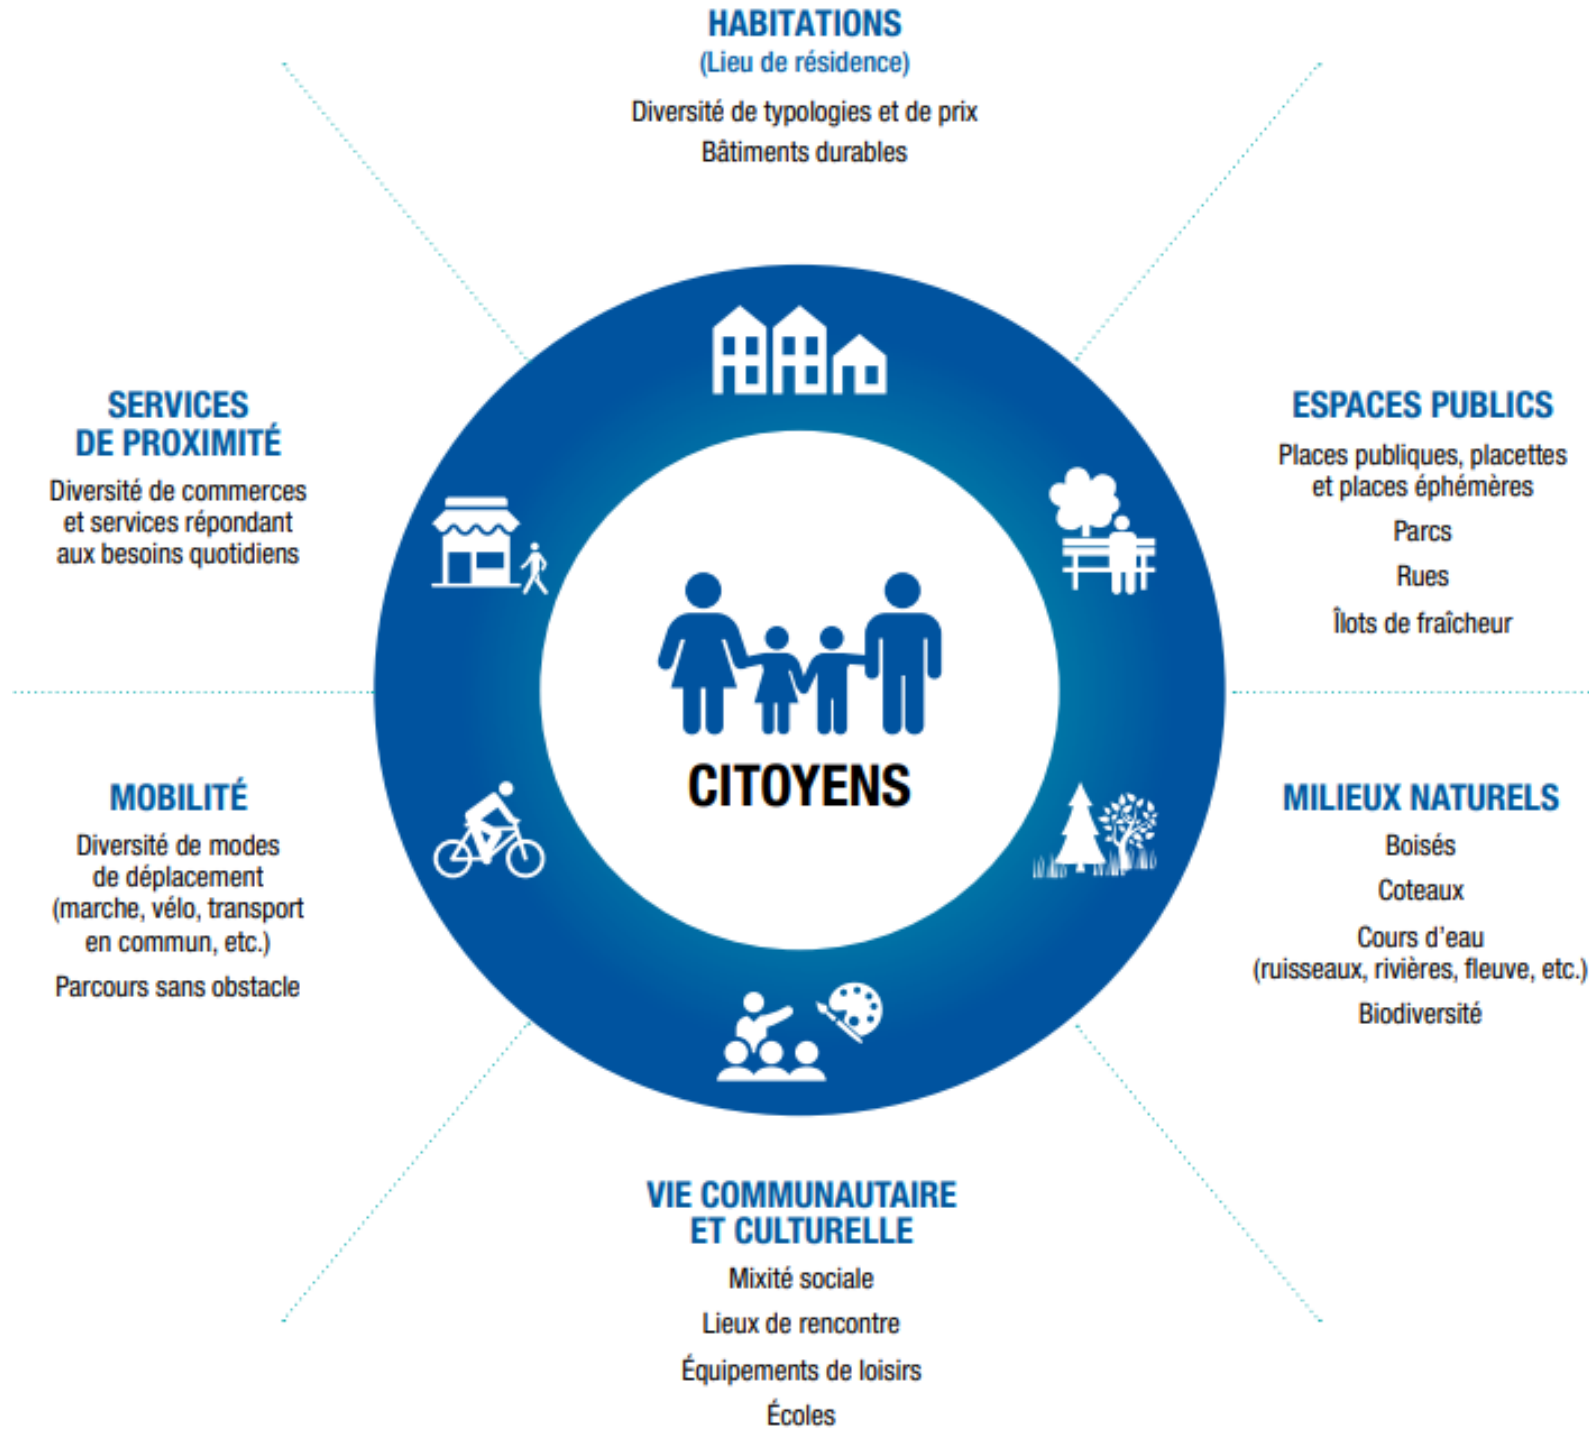 HABITATIONS
(Lieu de résidence)
Diversité de typologies et de prix
Bâtiments durables
SERVICES
DE PROXIMITÉ
Diversité de commerces
et services répondant
aux besoins quotidiens
ESPACES PUBLICS
Places publiques, placettes
et places éphémères
Parcs
Rues
Îlots de fraîcheur
CITOYENS
MOBILITÉ
Diversité de modes
de déplacement
(marche, vélo, transport
en commun, etc.)
Parcours sans obstacle
MILIEUX NATURELS
Boisés
Coteaux
Cours d'eau
(ruisseaux, rivières, fleuve, etc.)
Biodiversité
VIE COMMUNAUTAIRE
ET CULTURELLE
Mixité sociale
Lieux de rencontre
Équipements de loisirs
Écoles